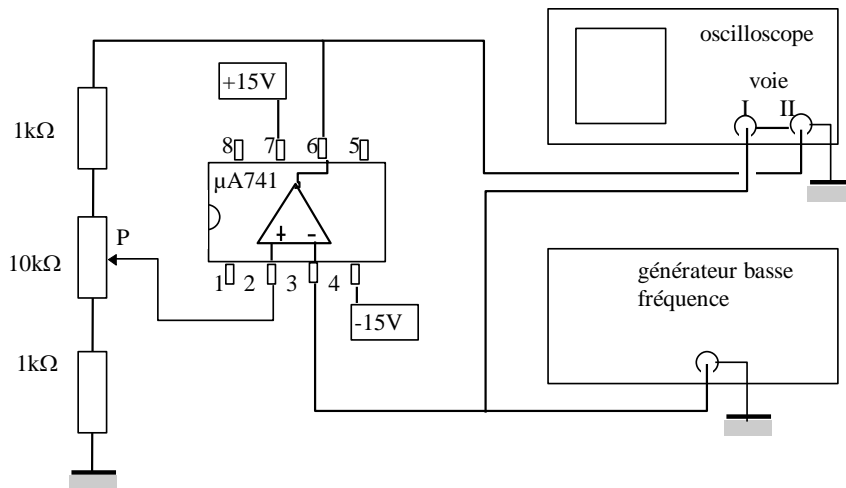 oscilloscope
voie
I II
+15V
1kΩ
8 7 6 5
µA741
+ -
P
10kΩ
1 2 3 4
-15V
générateur basse
fréquence
1kΩ